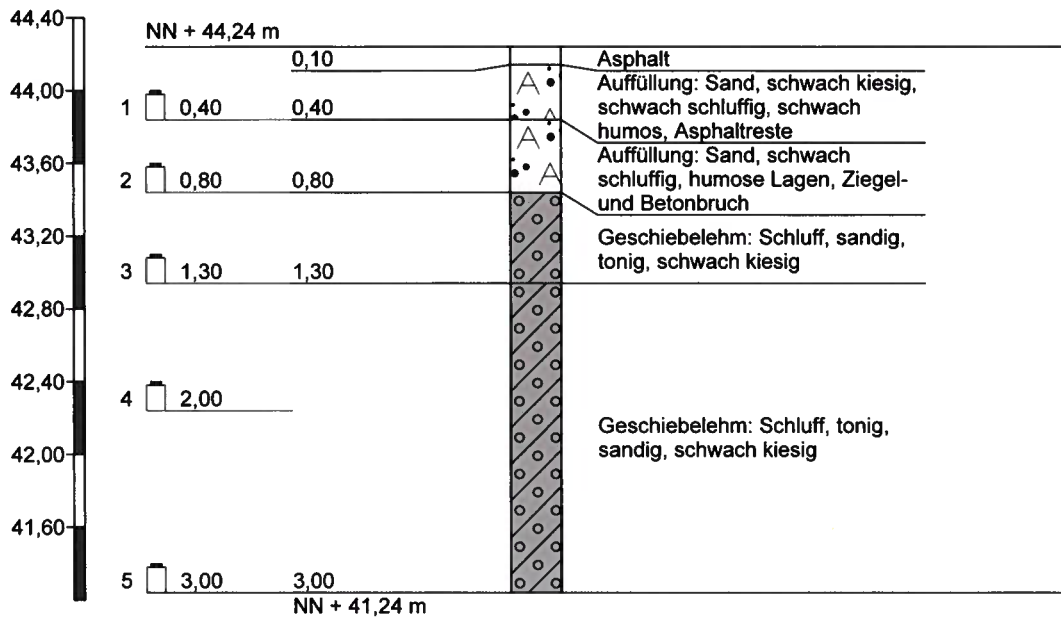 44,40
NN + 44,24 m
0,10
Asphalt
44,00
Auffüllung: Sand, schwach kiesig,
schwach schluffig, schwach
humos, Asphaltreste
1
0,40
0,40
43,60
Auffüllung: Sand, schwach
schluffig, humose Lagen, Ziegel-
und Betonbruch
2
0,80
0,80
43,20
Geschiebelehm: Schluff, sandig,
tonig, schwach kiesig
3
1,30
1,30
42,80
42,40
4
2,00
Geschiebelehm: Schluff, tonig,
sandig, schwach kiesig
42,00
41,60
5
3,00
3,00
NN + 41,24 m